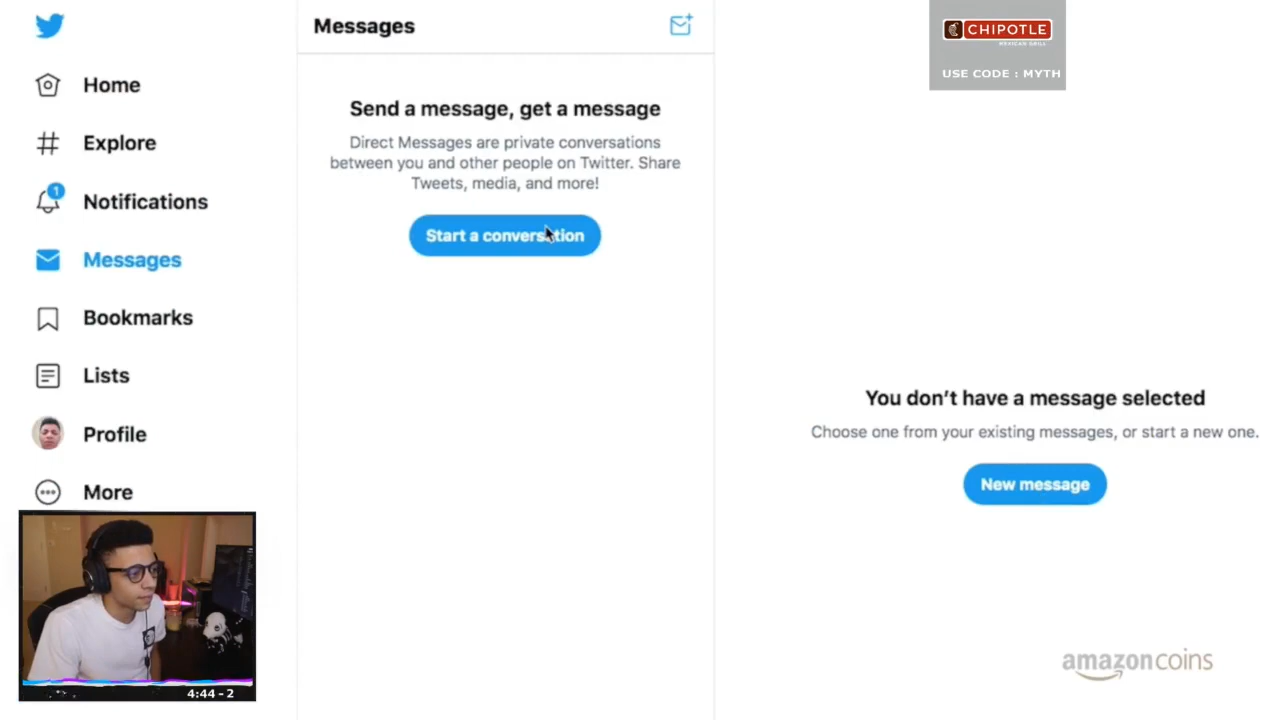 Home
Explore
1
Notifications
Messages
Bookmarks
Lists
Profile
More
4:44 - 2
Messages
Send a message, get a message
Direct Messages are private conversations
between you and other people on Twitter. Share
Tweets, media, and more!
Start a conversation
CHIPOTLE
MEXICAN GRILL
USE CODE : MYTH
You don’t have a message selected
Choose one from your existing messages, or start a new one.
New message
amazoncoins